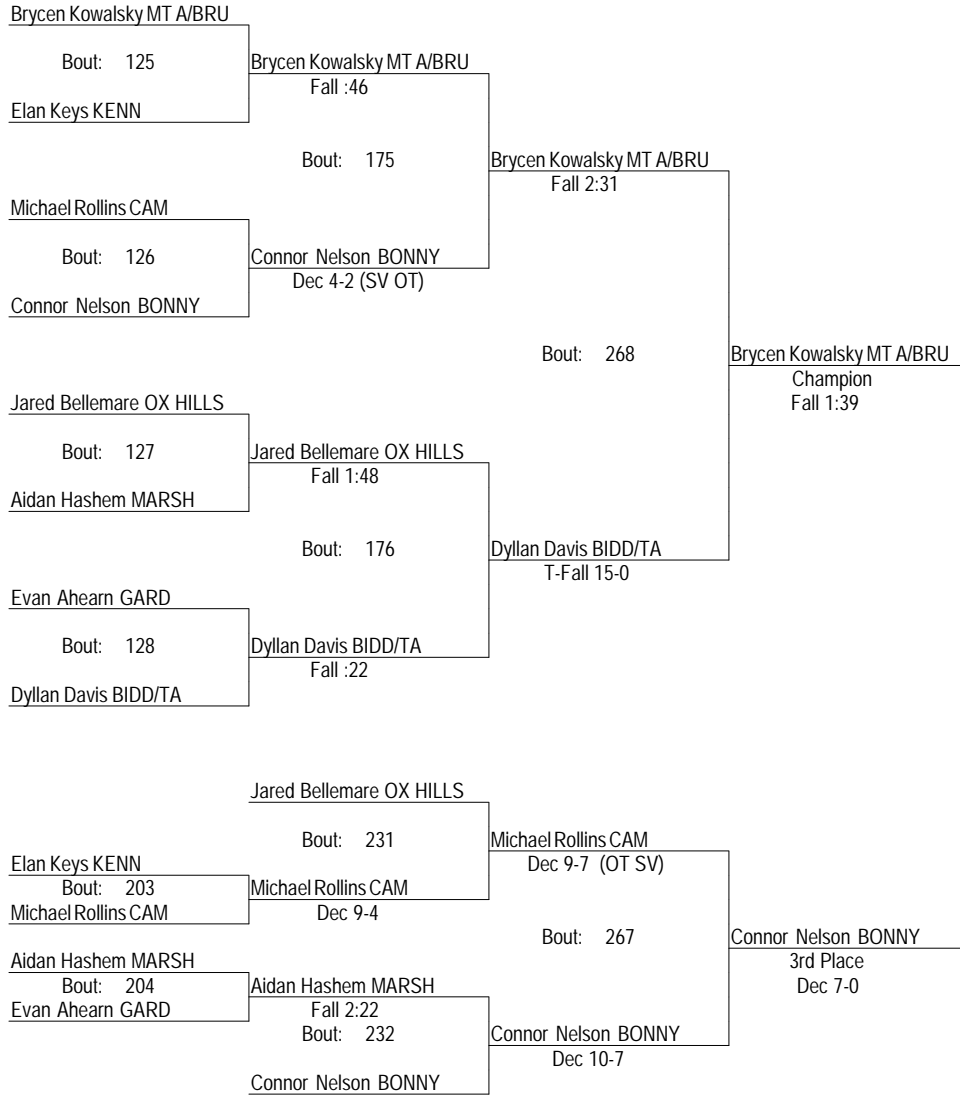 Brycen Kowalsky MT A/BRU
Bout: 125
Brycen Kowalsky MT A/BRU
Fall :46
Elan Keys KENN
Bout: 175
Brycen Kowalsky MT A/BRU
Fall 2:31
Michael Rollins CAM
Bout: 126
Connor Nelson BONNY
Dec 4-2 (SV OT)
Connor Nelson BONNY
Bout: 268
Brycen Kowalsky MT A/BRU
Champion
Fall 1:39
Jared Bellemare OX HILLS
Bout: 127
Jared Bellemare OX HILLS
Fall 1:48
Aidan Hashem MARSH
Bout: 176
Dyllan Davis BIDD/TA
T-Fall 15-0
Evan Ahearn GARD
Bout: 128
Dyllan Davis BIDD/TA
Fall :22
Dyllan Davis BIDD/TA
Jared Bellemare OX HILLS
Bout: 231
Michael Rollins CAM
Dec 9-7 (OT SV)
Elan Keys KENN
Bout: 203
Michael Rollins CAM
Michael Rollins CAM
Dec 9-4
Bout: 267
Connor Nelson BONNY
3rd Place
Dec 7-0
Aidan Hashem MARSH
Bout: 204
Aidan Hashem MARSH
Evan Ahearn GARD
Fall 2:22
Bout: 232
Connor Nelson BONNY
Dec 10-7
Connor Nelson BONNY